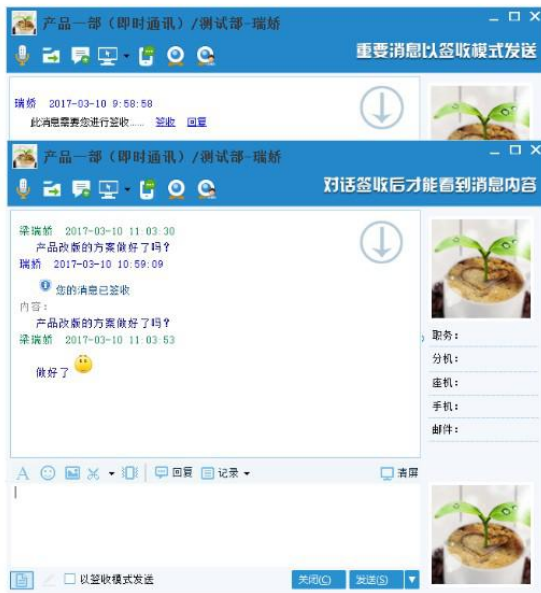 产品一部（即时通讯）/测试部-瑞娇
重要消息以签收模式发送
瑞娇 2017-03-10 9:58:58
此消息需要您进行签收...... 签收 回复
产品一部（即时通讯）/测试部-瑞娇
对话签收后才能看到消息内容
梁瑞娇 2017-03-10 11:03:30
产品改版的方案做好了吗?
瑞娇 2017-03-10 10:59:09
您的消息已签收
内容:
产品改版的方案做好了吗?
梁瑞娇 2017-03-10 11:03:53
做好了
职务:
分机:
座机:
手机:
邮件:
A 回复 记录 清屏
以签收模式发送 关闭(C) 发送(S)